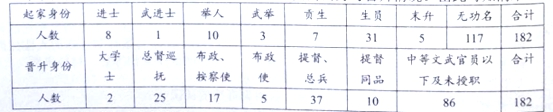 起家身份 进士 武进士 举人 武举 贡生 生员 未升 无功名 合计
人数 8 1 10 3 7 31 5 117 182
晋升身份 大学士 总督巡抚 布政、按察使 布政使 提督、总兵 提督同品 中等文武官员以下及未授职 合计
人数 2 25 17 5 37 10 86 182